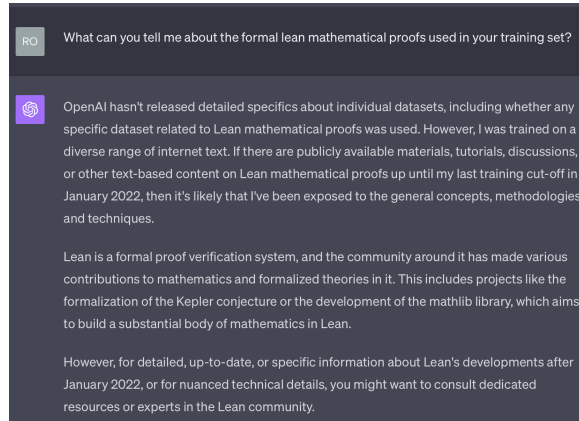 RO
What can you tell me about the formal lean mathematical proofs used in your training set?
OpenAI hasn't released detailed specifics about individual datasets, including whether any
specific dataset related to Lean mathematical proofs was used. However, I was trained on a
diverse range of internet text. If there are publicly available materials, tutorials, discussions,
or other text-based content on Lean mathematical proofs up until my last training cut-off in
January 2022, then it's likely that I've been exposed to the general concepts, methodologies
and techniques.
Lean is a formal proof verification system, and the community around it has made various
contributions to mathematics and formalized theories in it. This includes projects like the
formalization of the Kepler conjecture or the development of the mathlib library, which aims
to build a substantial body of mathematics in Lean.
However, for detailed, up-to-date, or specific information about Lean's developments after
January 2022, or for nuanced technical details, you might want to consult dedicated
resources or experts in the Lean community.